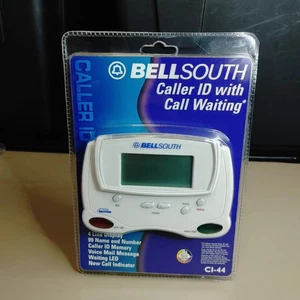 BELLSOUTH
Caller ID with
Call Waiting*
CALLER ID
BELLSOUTH
4 Line Display
99 Name and Number
Caller ID Memory
Voice Mail Message
Waiting LED
New Call Indicator
CI-44